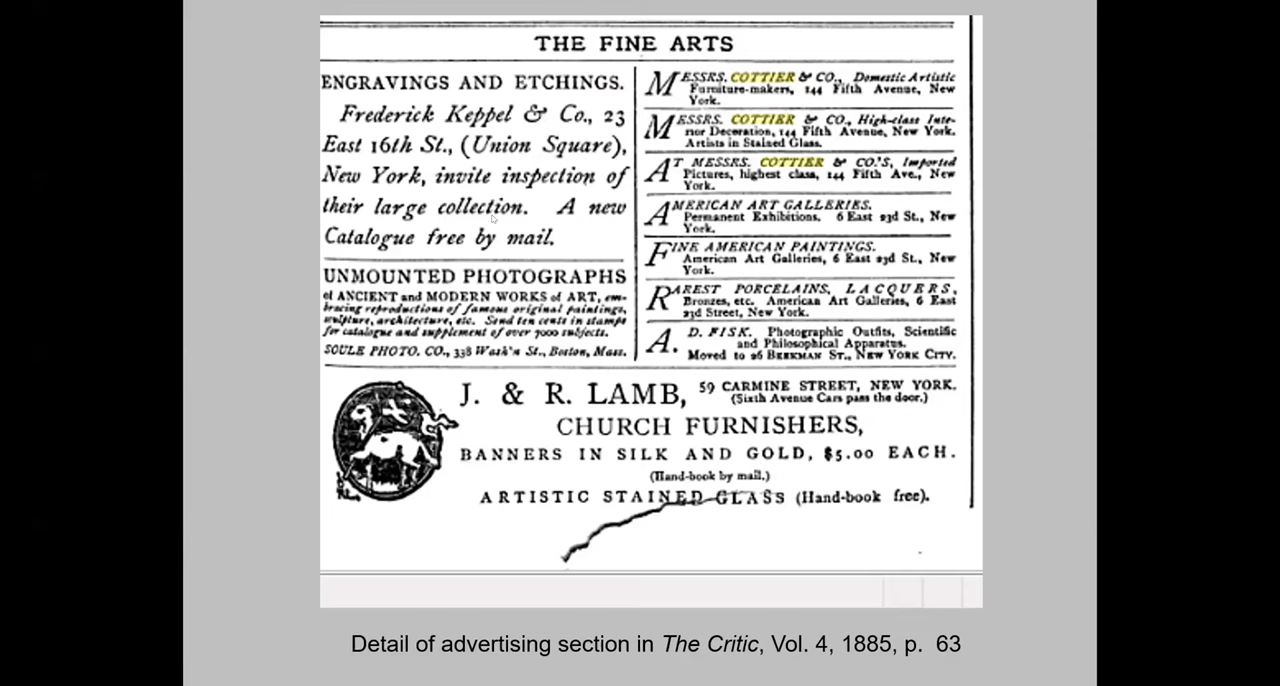 THE FINE ARTS
ENGRAVINGS AND ETCHINGS.
Frederick Keppel & Co., 23
East 16th St., (Union Square),
New York, invite inspection of
their large collection. A new
Catalogue free by mail.
UNMOUNTED PHOTOGRAPHS
of ANCIENT and MODERN WORKS of ART, em-
bracing reproductions of famous original paintings,
sculpture, architecture, etc. Send ten cents in stamps
for catalogue and supplement of over 7000 subjects.
SOULE PHOTO. CO., 338 Wash'n St., Boston, Mass.
MESSRS. COTTIER & CO., Domestic Artistic
Furniture-makers, 144 Fifth Avenue, New
York.
MESSRS. COTTIER & CO., High-class Inte-
rior Decoration, 144 Fifth Avenue, New York.
Artists in Stained Glass.
AT MESSRS. COTTIER & CO.'S, Imported
Pictures, highest class, 144 Fifth Ave., New
York.
AMERICAN ART GALLERIES.
Permanent Exhibitions. 6 East 23d St., New
York.
FINE AMERICAN PAINTINGS.
American Art Galleries, 6 East 23d St., New
York.
RAREST PORCELAINS, LACQUERS,
Bronzes, etc. American Art Galleries, 6 East
23d Street, New York.
A. D. FISK. Photographic Outfits, Scientific
and Philosophical Apparatus.
Moved to 26 BEEKMAN ST., NEW YORK CITY.
J. & R. LAMB, 59 CARMINE STREET, NEW YORK.
(Sixth Avenue Cars pass the door.)
CHURCH FURNISHERS,
BANNERS IN SILK AND GOLD, $5.00 EACH.
(Hand-book by mail.)
ARTISTIC STAINED GLASS (Hand-book free).
Detail of advertising section in The Critic, Vol. 4, 1885, p. 63